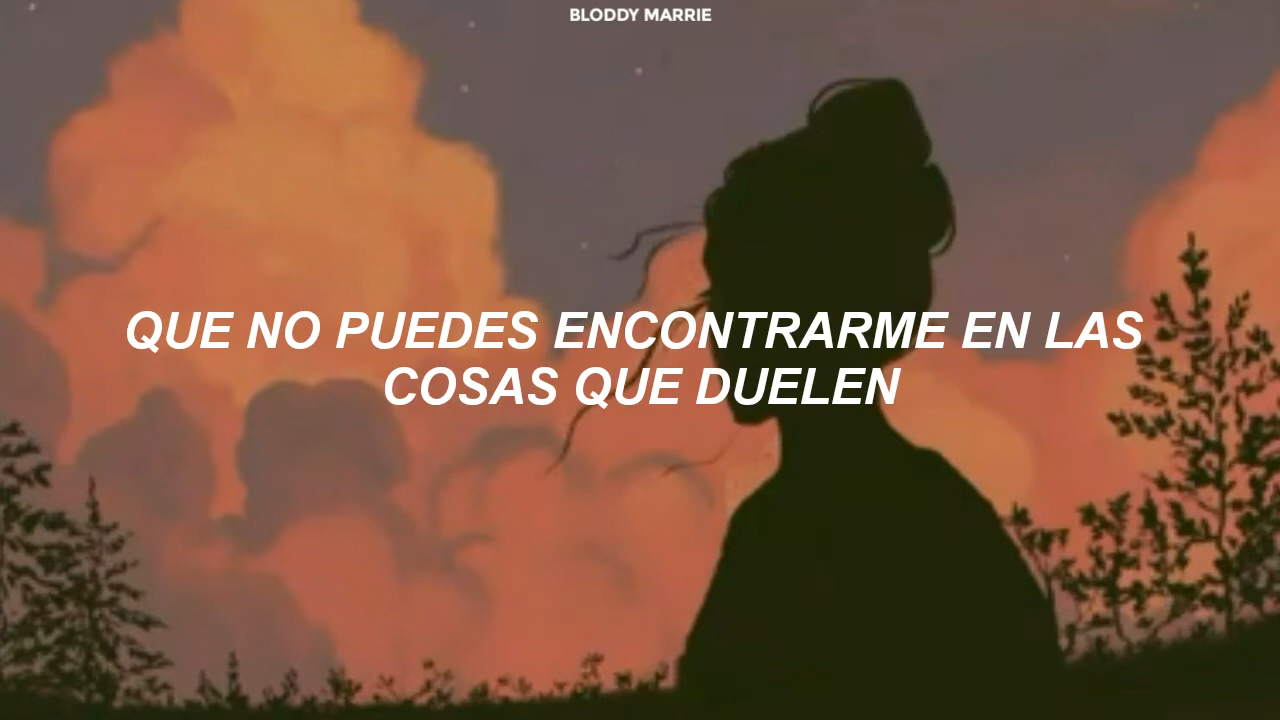 BLODDY MARRIE
QUE NO PUEDES ENCONTRARME EN LAS
COSAS QUE DUELEN